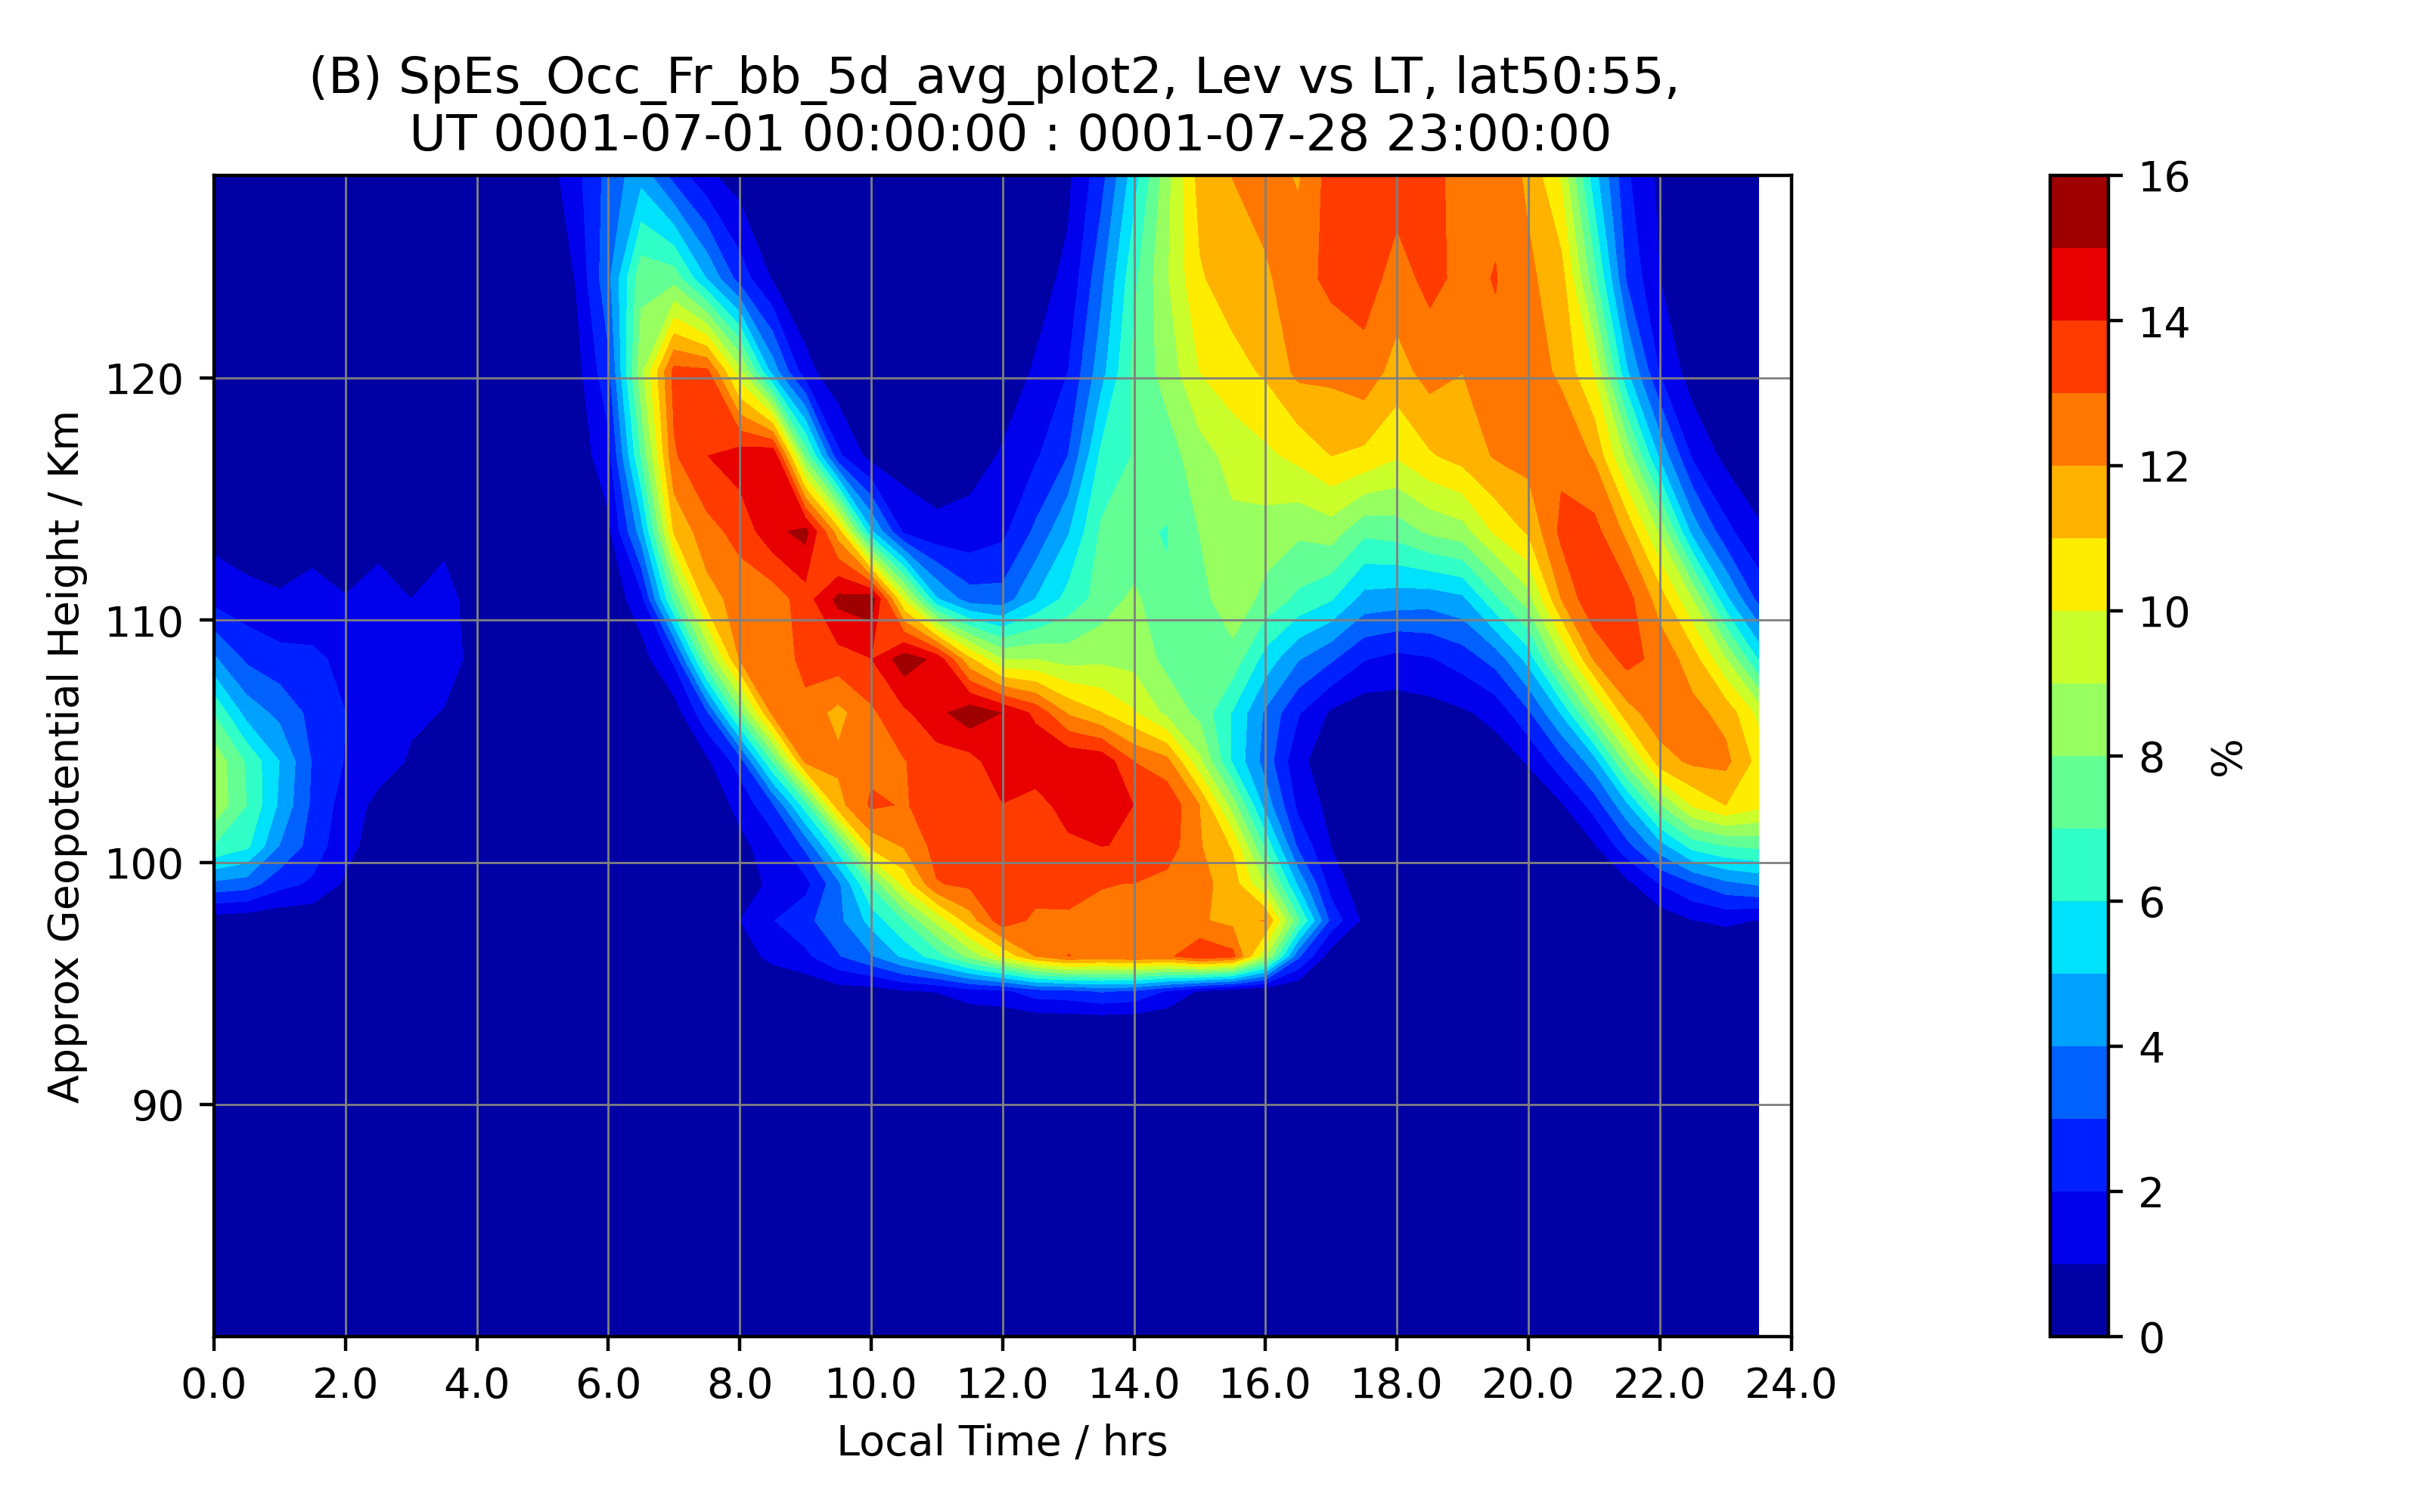 (B) SpEs_Occ_Fr_bb_5d_avg_plot2, Lev vs LT, lat50:55,
UT 0001-07-01 00:00:00 : 0001-07-28 23:00:00
Approx Geopotential Height / Km
120
110
100
90
0.0 2.0 4.0 6.0 8.0 10.0 12.0 14.0 16.0 18.0 20.0 22.0 24.0
Local Time / hrs
16
14
12
10
8
6
4
2
0
%